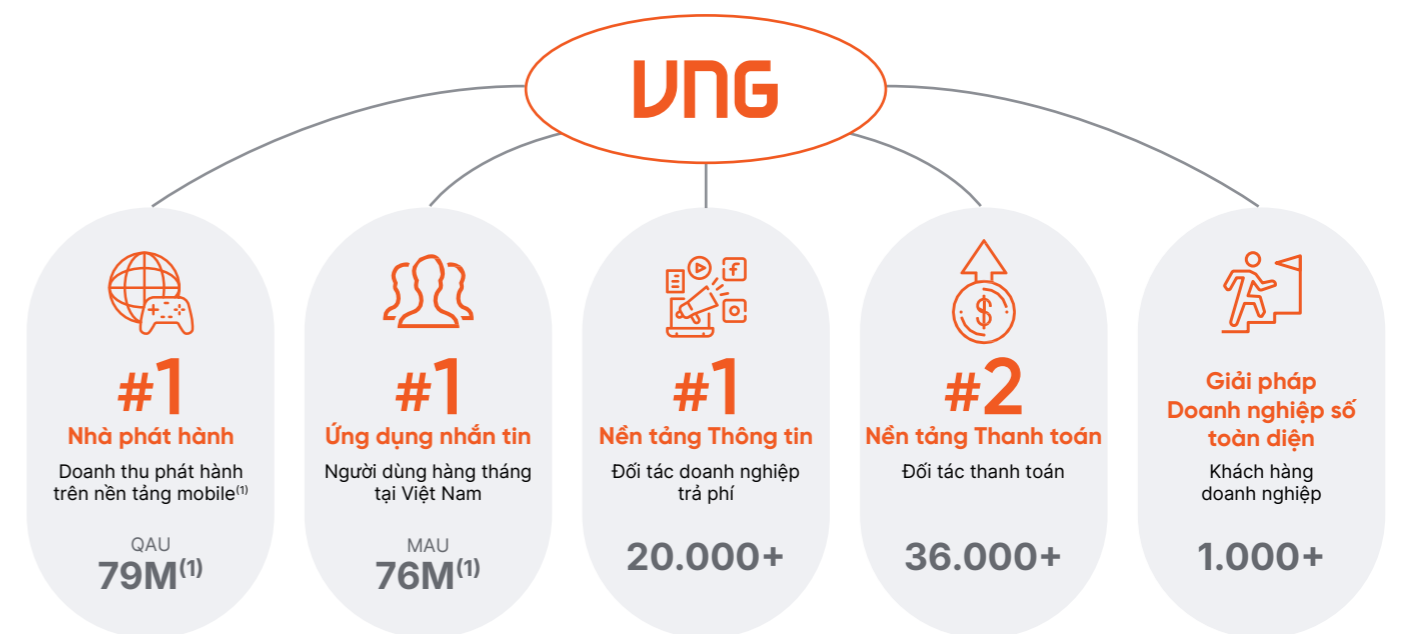 VNG
#1
Nhà phát hành
Doanh thu phát hành
trên nền tảng mobile(1)
QAU
79M(1)
#1
Ứng dụng nhắn tin
Người dùng hàng tháng
tại Việt Nam
MAU
76M(1)
#1
Nền tảng Thông tin
Đối tác doanh nghiệp
trả phí
20.000+
#2
Nền tảng Thanh toán
Đối tác thanh toán
36.000+
Giải pháp
Doanh nghiệp số
toàn diện
Khách hàng
doanh nghiệp
1.000+